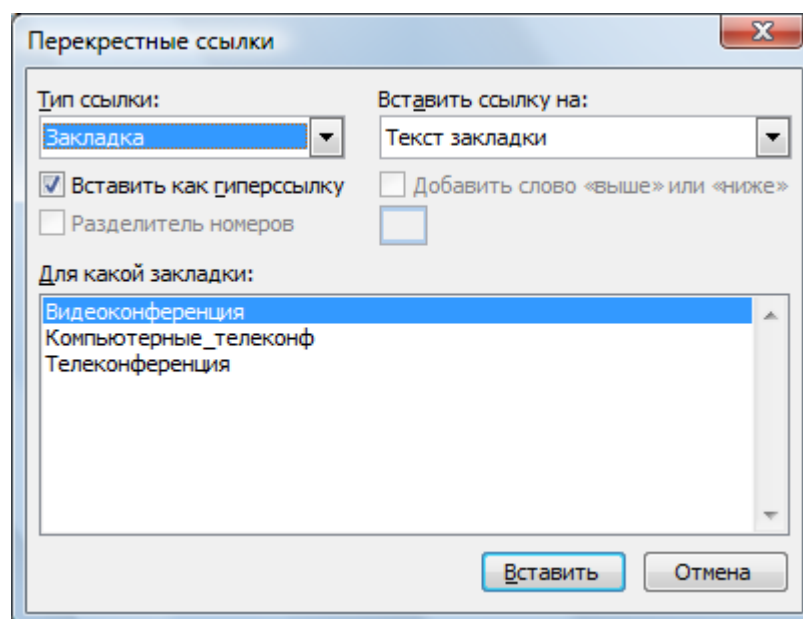 Перекрестные ссылки
Тип ссылки: Вставить ссылку на:
Закладка Текст закладки
Вставить как гиперссылку Добавить слово «выше» или «ниже»
Разделитель номеров
Для какой закладки:
Видеоконференция
Компьютерные_телеконф
Телеконференция
Вставить Отмена